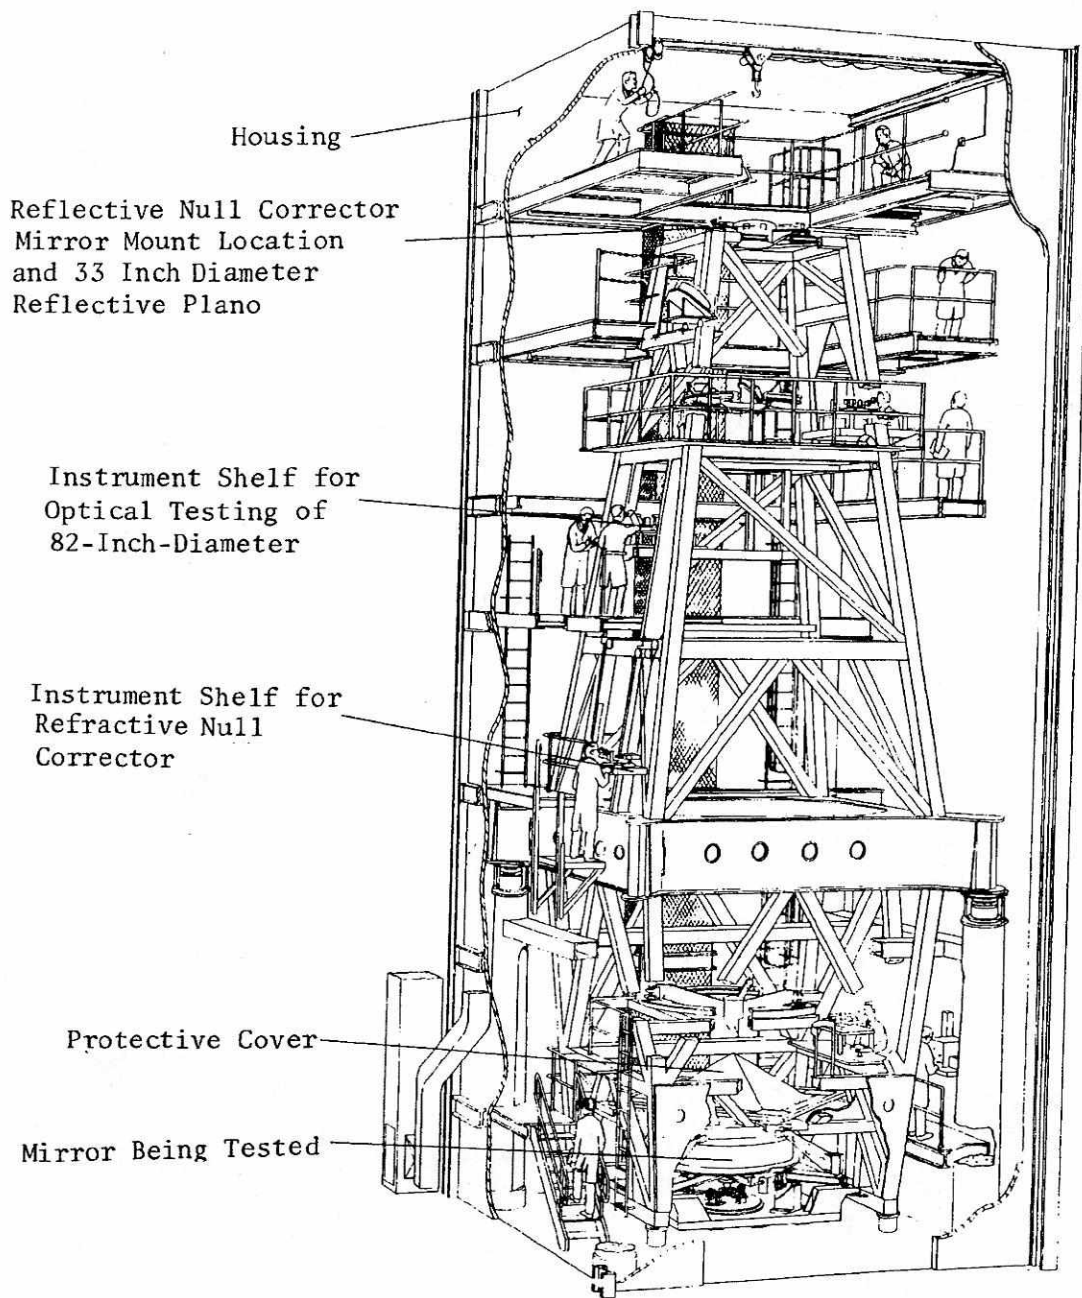 Housing
Reflective Null Corrector
Mirror Mount Location
and 33 Inch Diameter
Reflective Plano
Instrument Shelf for
Optical Testing of
82-Inch-Diameter
Instrument Shelf for
Refractive Null
Corrector
Protective Cover
Mirror Being Tested